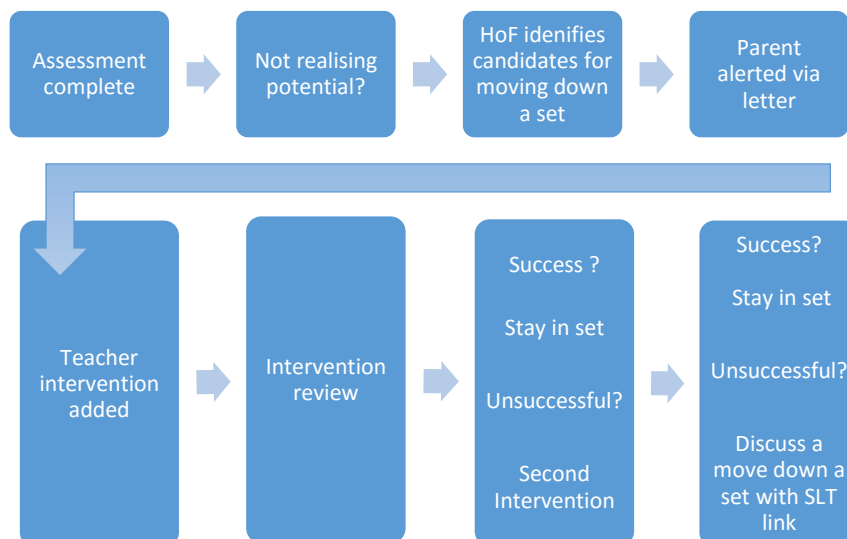 Assessment
complete
Not realising
potential?
HoF idenifies
candidates for
moving down
a set
Parent
alerted via
letter
Teacher
intervention
added
Intervention
review
Success ?
Stay in set
Unsuccessful?
Second
Intervention
Success?
Stay in set
Unsuccessful?
Discuss a
move down a
set with SLT
link